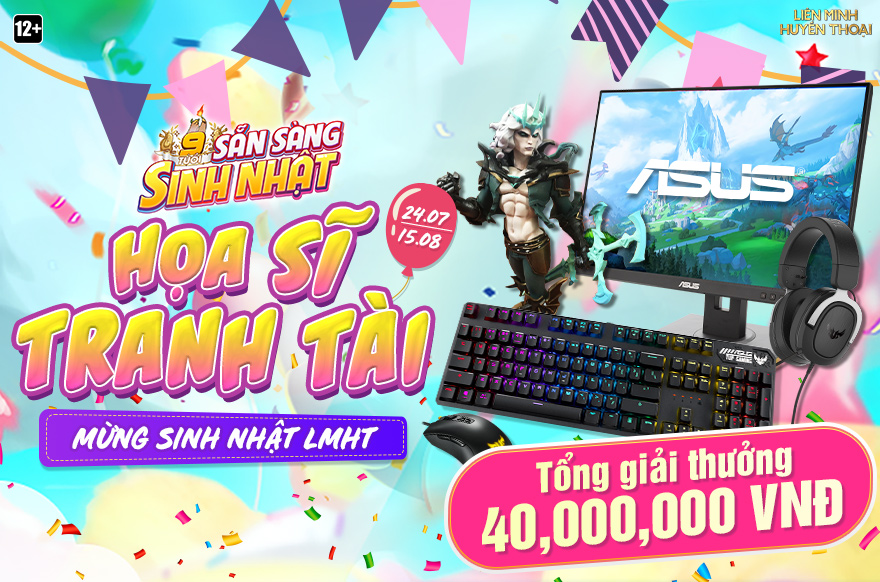 12+
LIÊN MINH
HUYỀN THOẠI
9
TUỔI
SẴN SÀNG
SINH NHẬT
HỌA SĨ
TRANH TÀI
24.07
15.08
MỪNG SINH NHẬT LMHT
ASUS
ASUS
Tổng giải thưởng
40,000,000 VNĐ